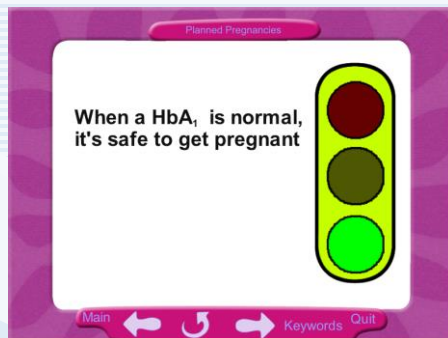 Planned Pregnancies
When a HbA₁ is normal,
it's safe to get pregnant
Main
Keywords
Quit